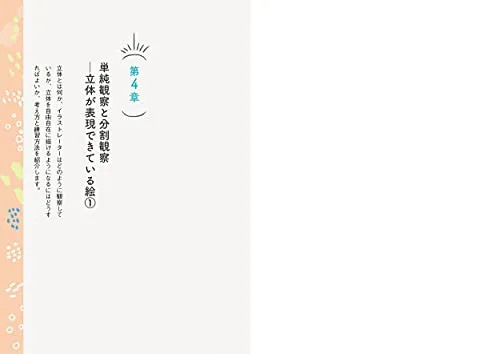 第4章
単純観察と分割観察
―立体が表現できている絵①
立体とは何か、イラストレーターはどのように観察して
いるか、立体を自由自在に描けるようになるにはどうす
ればよいか、考え方と練習方法を紹介します。